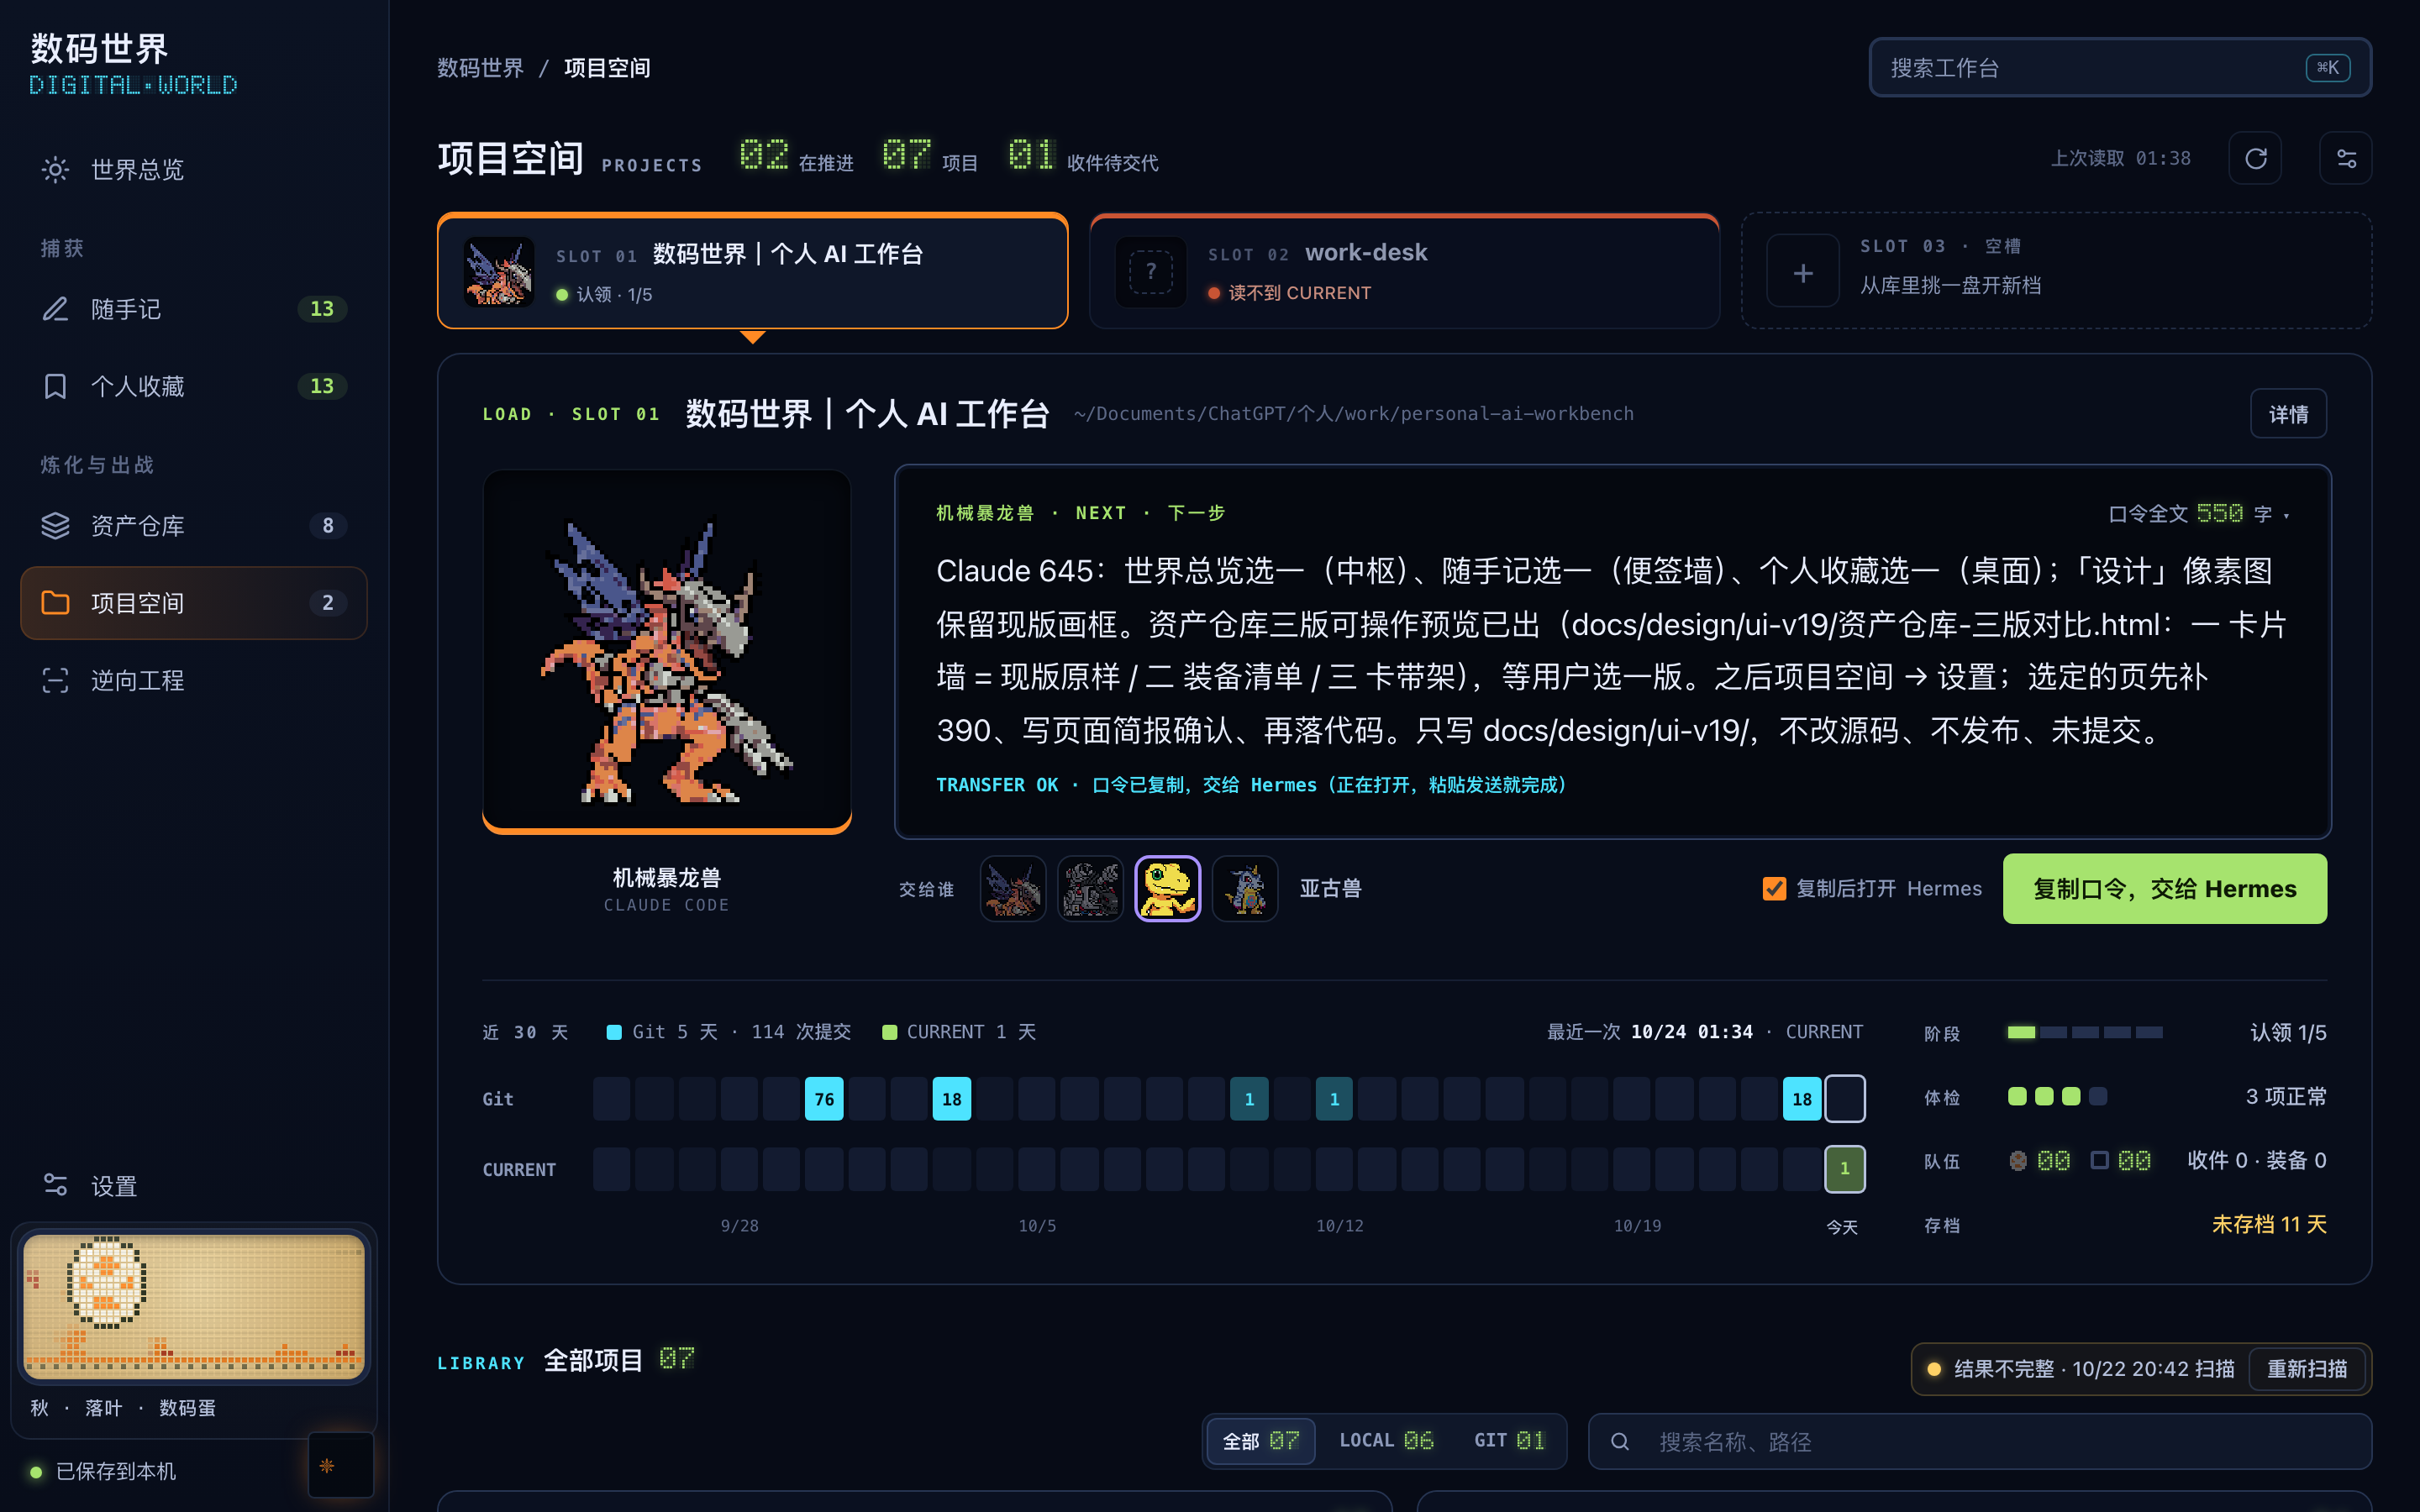 数码世界
DIGITAL·WORLD
世界总览
捕获
随手记 13
个人收藏 13
炼化与出战
资产仓库 8
项目空间 2
逆向工程
设置
秋 · 落叶 · 数码蛋
已保存到本机
数码世界 / 项目空间
搜索工作台 ⌘K
项目空间 PROJECTS 02 在推进 07 项目 01 收件待交代
上次读取 01:38
SLOT 01 数码世界｜个人 AI 工作台
认领 · 1/5
SLOT 02 work-desk
? 读不到 CURRENT
SLOT 03 · 空槽
+ 从库里挑一盘开新档
LOAD · SLOT 01 数码世界｜个人 AI 工作台 ~/Documents/ChatGPT/个人/work/personal-ai-workbench 详情
机械暴龙兽 · NEXT · 下一步 口令全文 550 字 ▾
Claude 645：世界总览选一（中枢）、随手记选一（便签墙）、个人收藏选一（桌面）；「设计」像素图
保留现版画框。资产仓库三版可操作预览已出（docs/design/ui-v19/资产仓库-三版对比.html：一 卡片
墙 = 现版原样 / 二 装备清单 / 三 卡带架），等用户选一版。之后项目空间 → 设置；选定的页先补
390、写页面简报确认、再落代码。只写 docs/design/ui-v19/，不改源码、不发布、未提交。
TRANSFER OK · 口令已复制，交给 Hermes（正在打开，粘贴发送就完成）
机械暴龙兽
CLAUDE CODE
交给谁 亚古兽 复制后打开 Hermes 复制口令，交给 Hermes
近 30 天 Git 5 天 · 114 次提交 CURRENT 1 天 最近一次 10/24 01:34 · CURRENT
Git 76 18 1 1 18
CURRENT 1
9/28 10/5 10/12 10/19 今天
阶段 认领 1/5
体检 3 项正常
队伍 00 00 收件 0 · 装备 0
存档 未存档 11 天
LIBRARY 全部项目 07
结果不完整 · 10/22 20:42 扫描 重新扫描
全部 07 LOCAL 06 GIT 01
搜索名称、路径